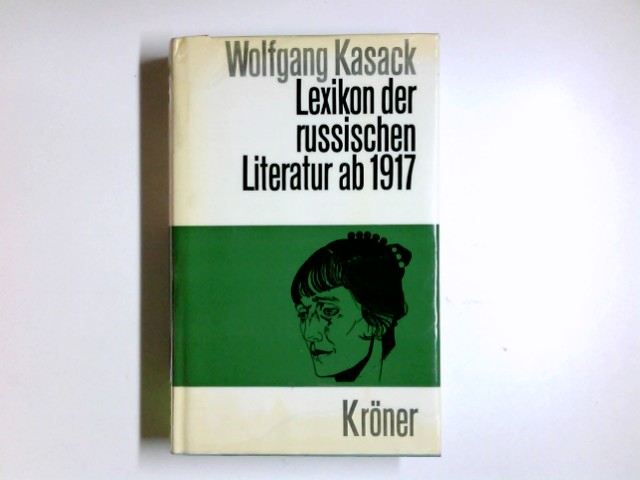 Wolfgang Kasack
Lexikon der
russischen
Literatur ab 1917
Kröner